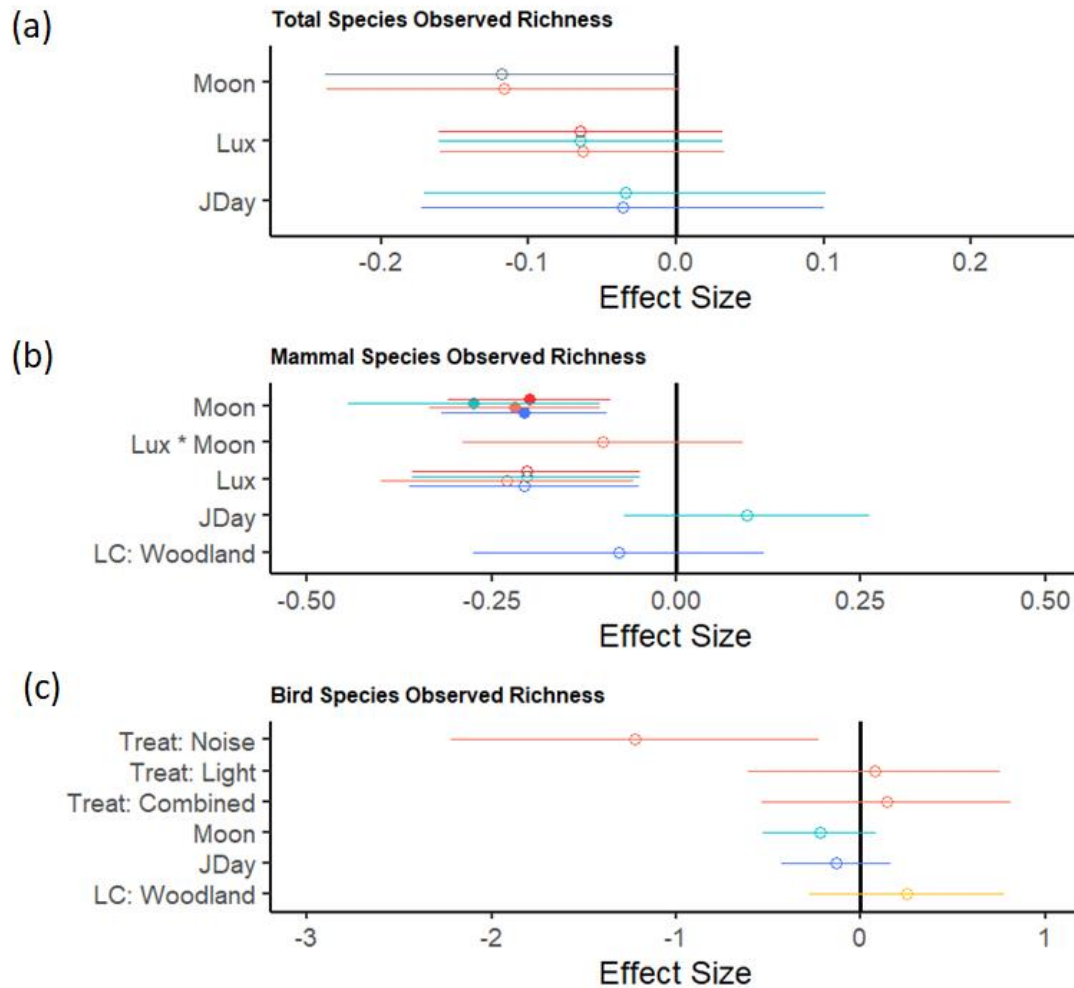 (a)
Total Species Observed Richness
Moon
Lux
JDay
-0.2 -0.1 0.0 0.1 0.2
Effect Size
(b)
Mammal Species Observed Richness
Moon
Lux * Moon
Lux
JDay
LC: Woodland
-0.50 -0.25 0.00 0.25 0.50
Effect Size
(c)
Bird Species Observed Richness
Treat: Noise
Treat: Light
Treat: Combined
Moon
JDay
LC: Woodland
-3 -2 -1 0 1
Effect Size